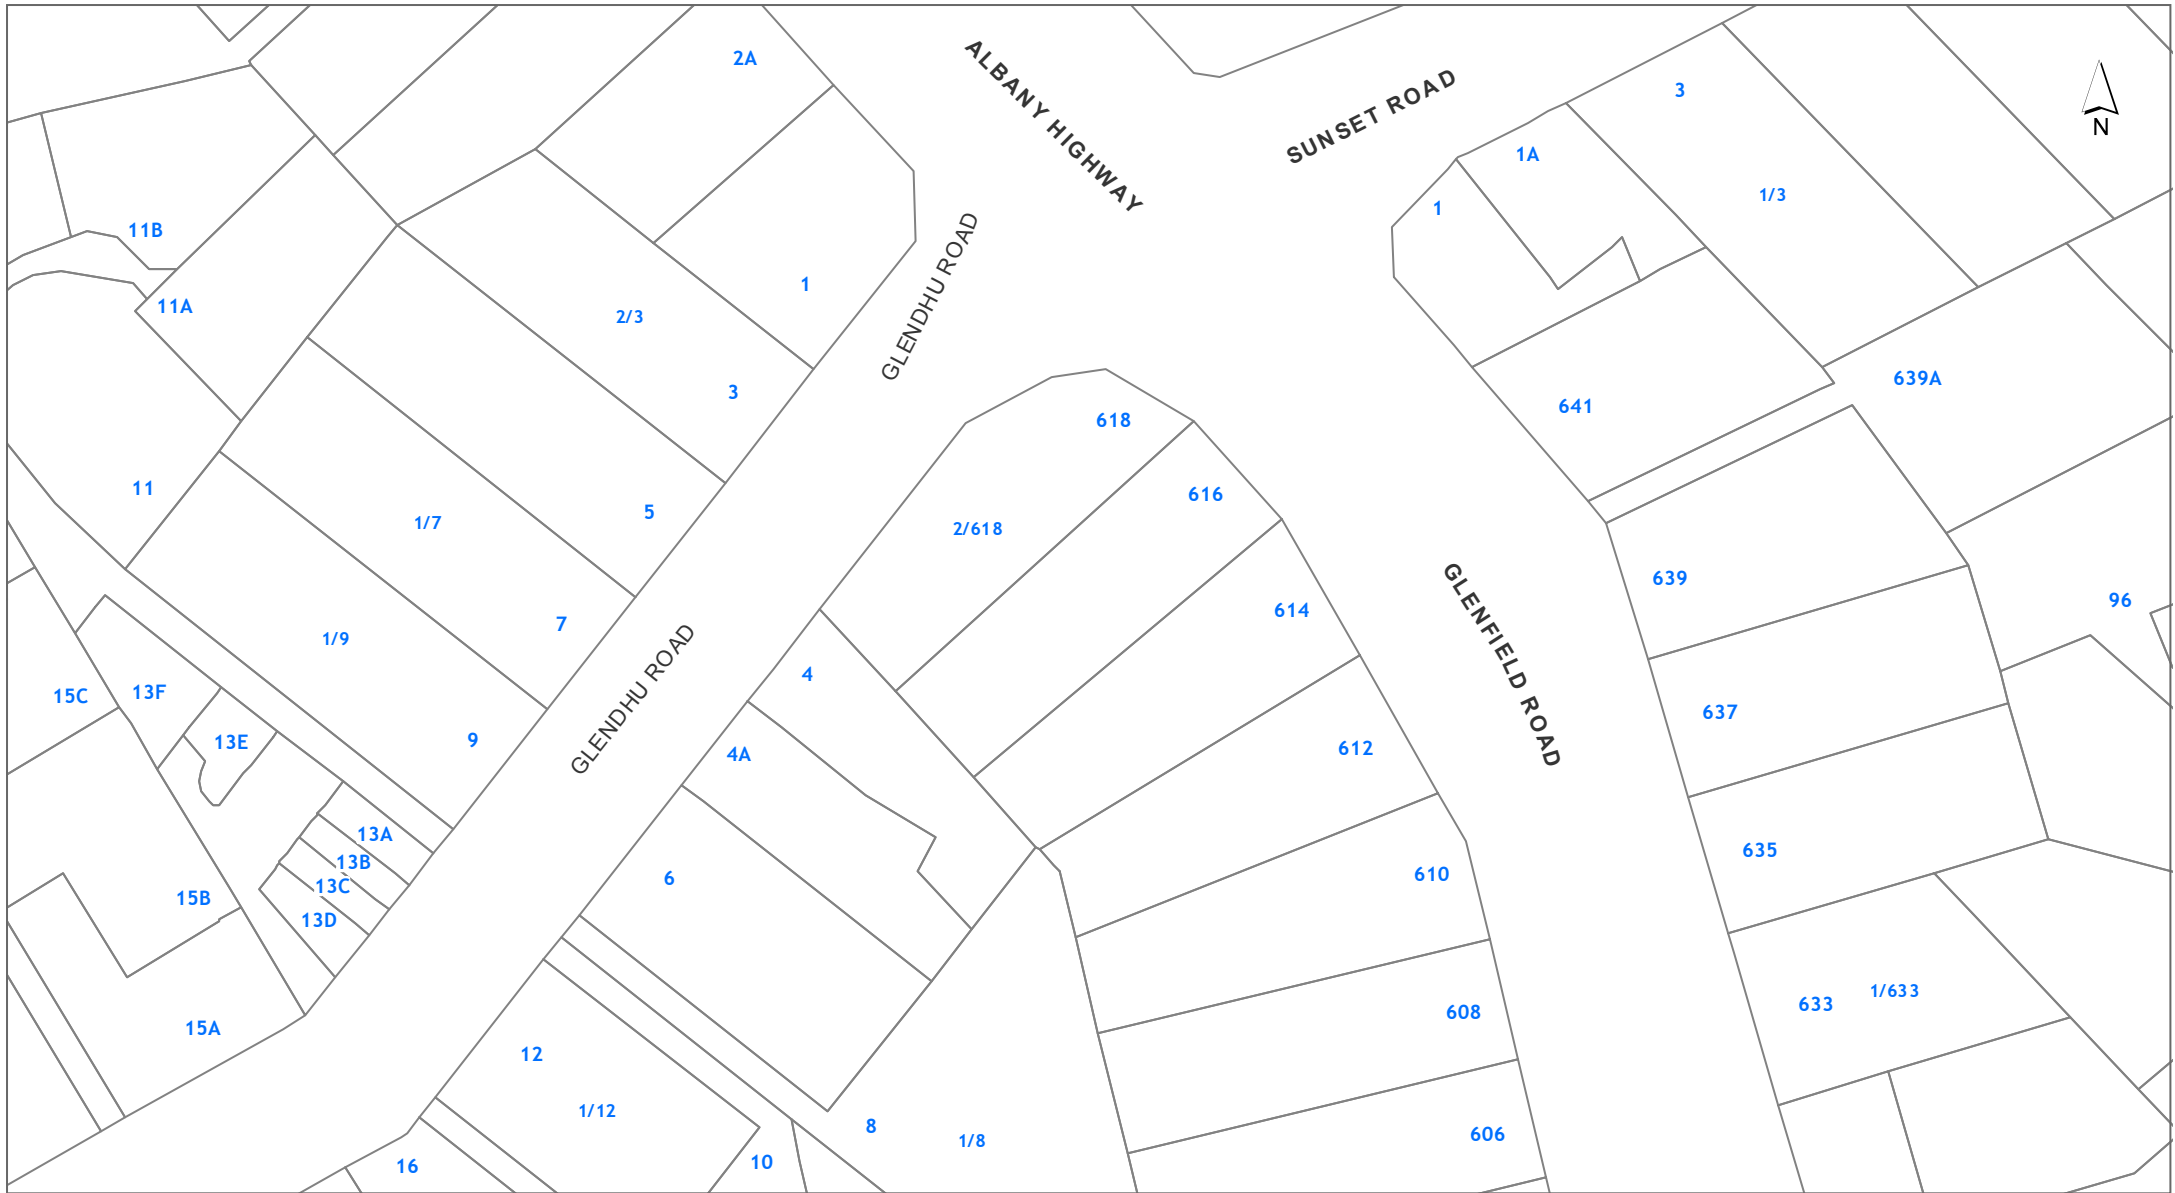 2A
ALBANY HIGHWAY
SUNSET ROAD
3
N
1A
1/3
1
11B
11A
2/3
1
GLENDHU ROAD
3
641
639A
618
11
1/7
5
2/618
616
7
1/9
614
639
GLENFIELD ROAD
96
15C
13F
13E
9
GLENDHU ROAD
4
4A
612
637
13A
13B
13C
13D
15B
6
610
635
15A
12
1/12
608
633
1/633
16
10
8
1/8
606